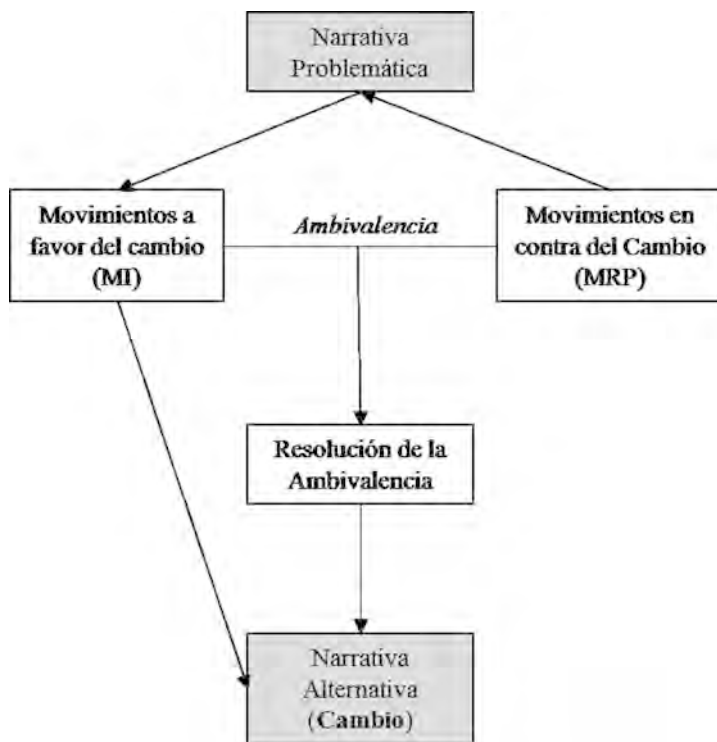 Narrativa
Problemática
Movimientos a
favor del cambio
(MI)
Ambivalencia
Movimientos en
contra del Cambio
(MRP)
Resolución de la
Ambivalencia
Narrativa
Alternativa
(Cambio)